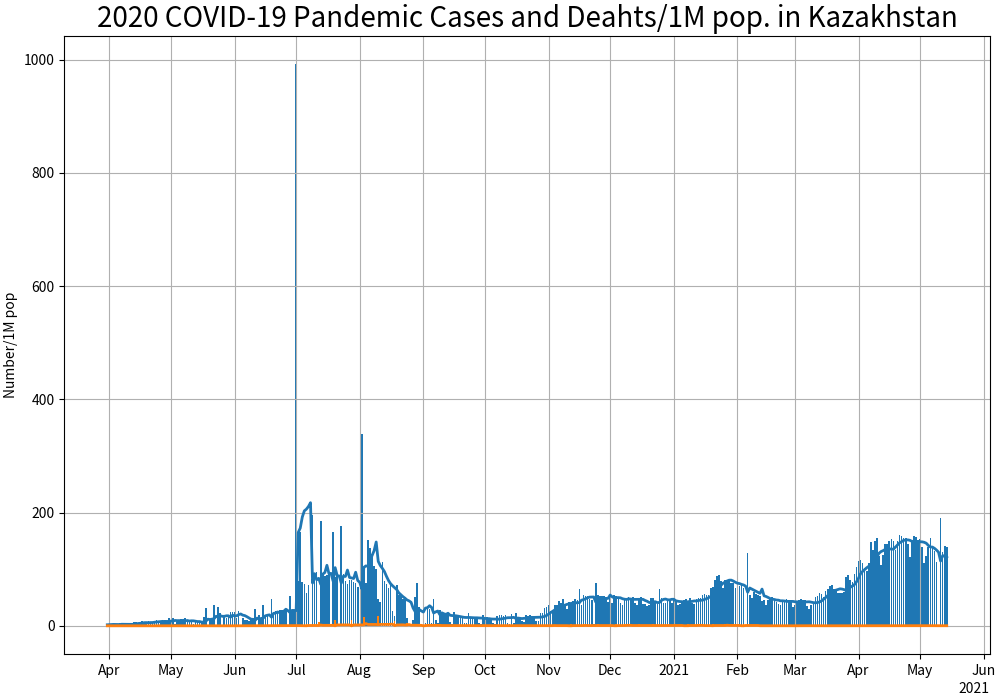 2020 COVID-19 Pandemic Cases and Deahts/1M pop. in Kazakhstan
Number/1M pop
1000
800
600
400
200
0
Apr May Jun Jul Aug Sep Oct Nov Dec 2021 Feb Mar Apr May Jun
2021